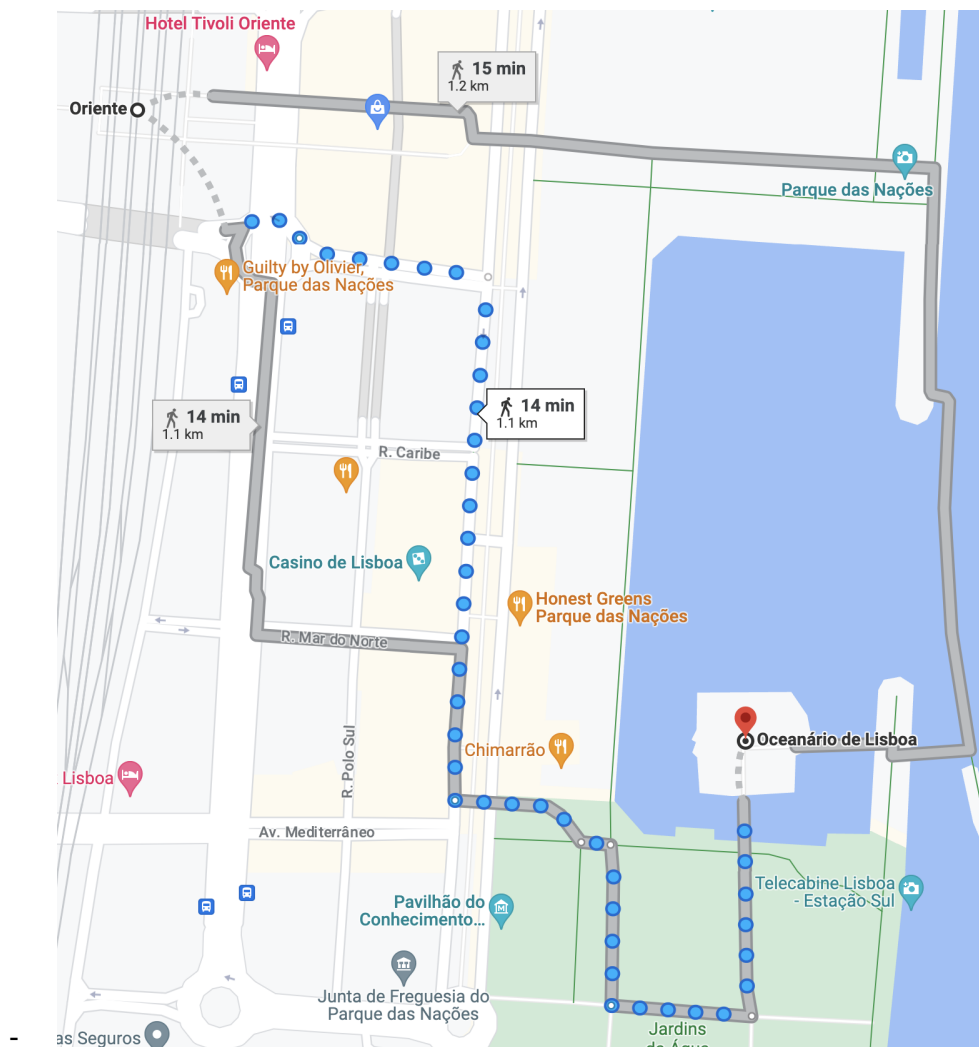 Hotel Tivoli Oriente
15 min
1.2 km
Oriente
Parque das Nações
Guilty by Olivier,
Parque das Nações
14 min
1.1 km
14 min
1.1 km
R. Caribe
Casino de Lisboa
Honest Greens
Parque das Nações
R. Mar do Norte
R. Polo Sul
Chimarrão
Oceanário de Lisboa
Lisboa
Av. Mediterrâneo
Telecabine Lisboa
- Estação Sul
Pavilhão do
Conhecimento...
Junta de Freguesia do
Parque das Nações
Jardins
as Seguros
-